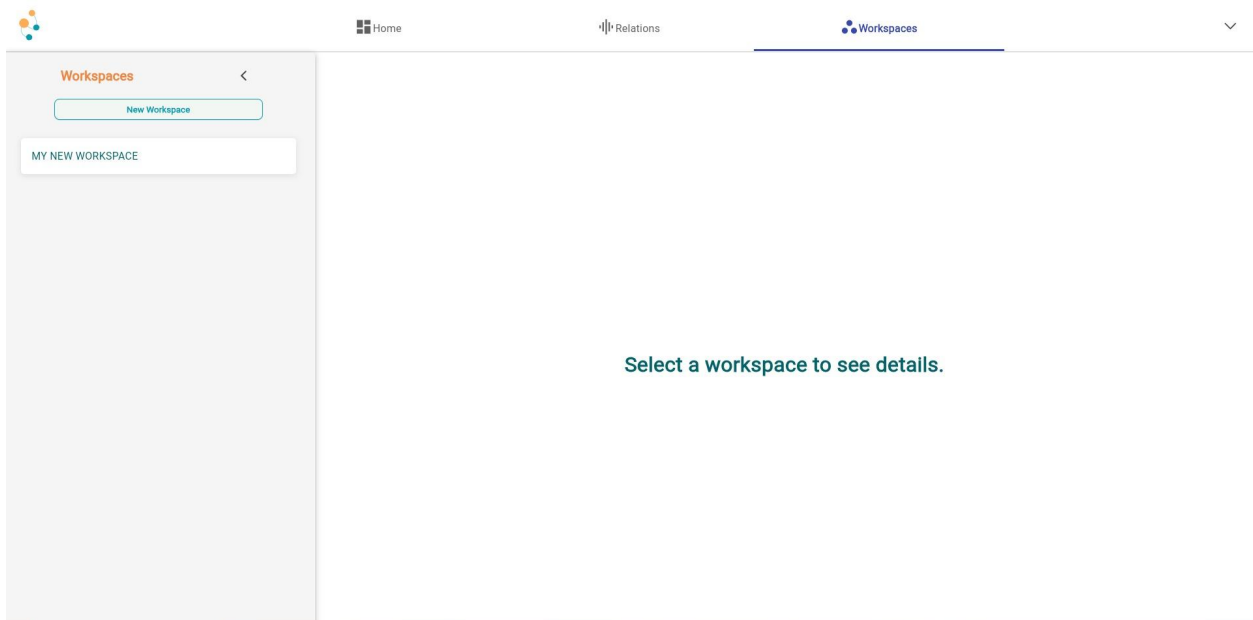 Home
Relations
Workspaces
Workspaces
New Workspace
MY NEW WORKSPACE
Select a workspace to see details.